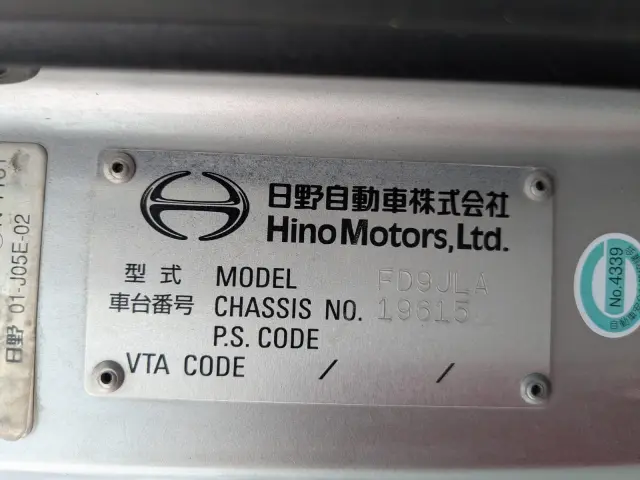 日野自動車株式会社
Hino Motors, Ltd.
型式 MODEL FD9JLA
車台番号 CHASSIS NO. 19615
P.S. CODE
VTA CODE / /
日野 01-J05E-02
No.4339